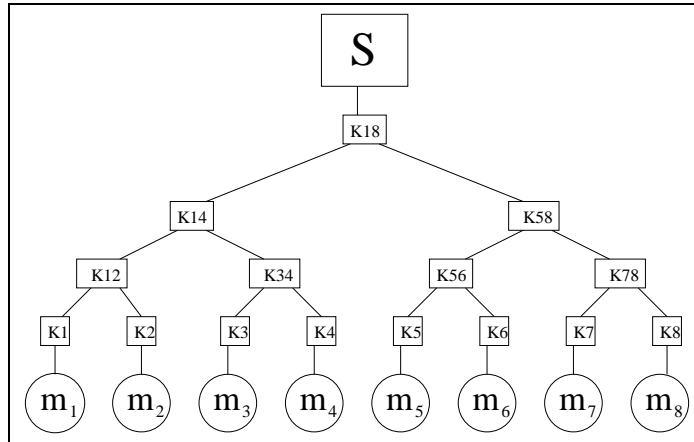 S
K18
K14 K58
K12 K34 K56 K78
K1 K2 K3 K4 K5 K6 K7 K8
m₁ m₂ m₃ m₄ m₅ m₆ m₇ m₈